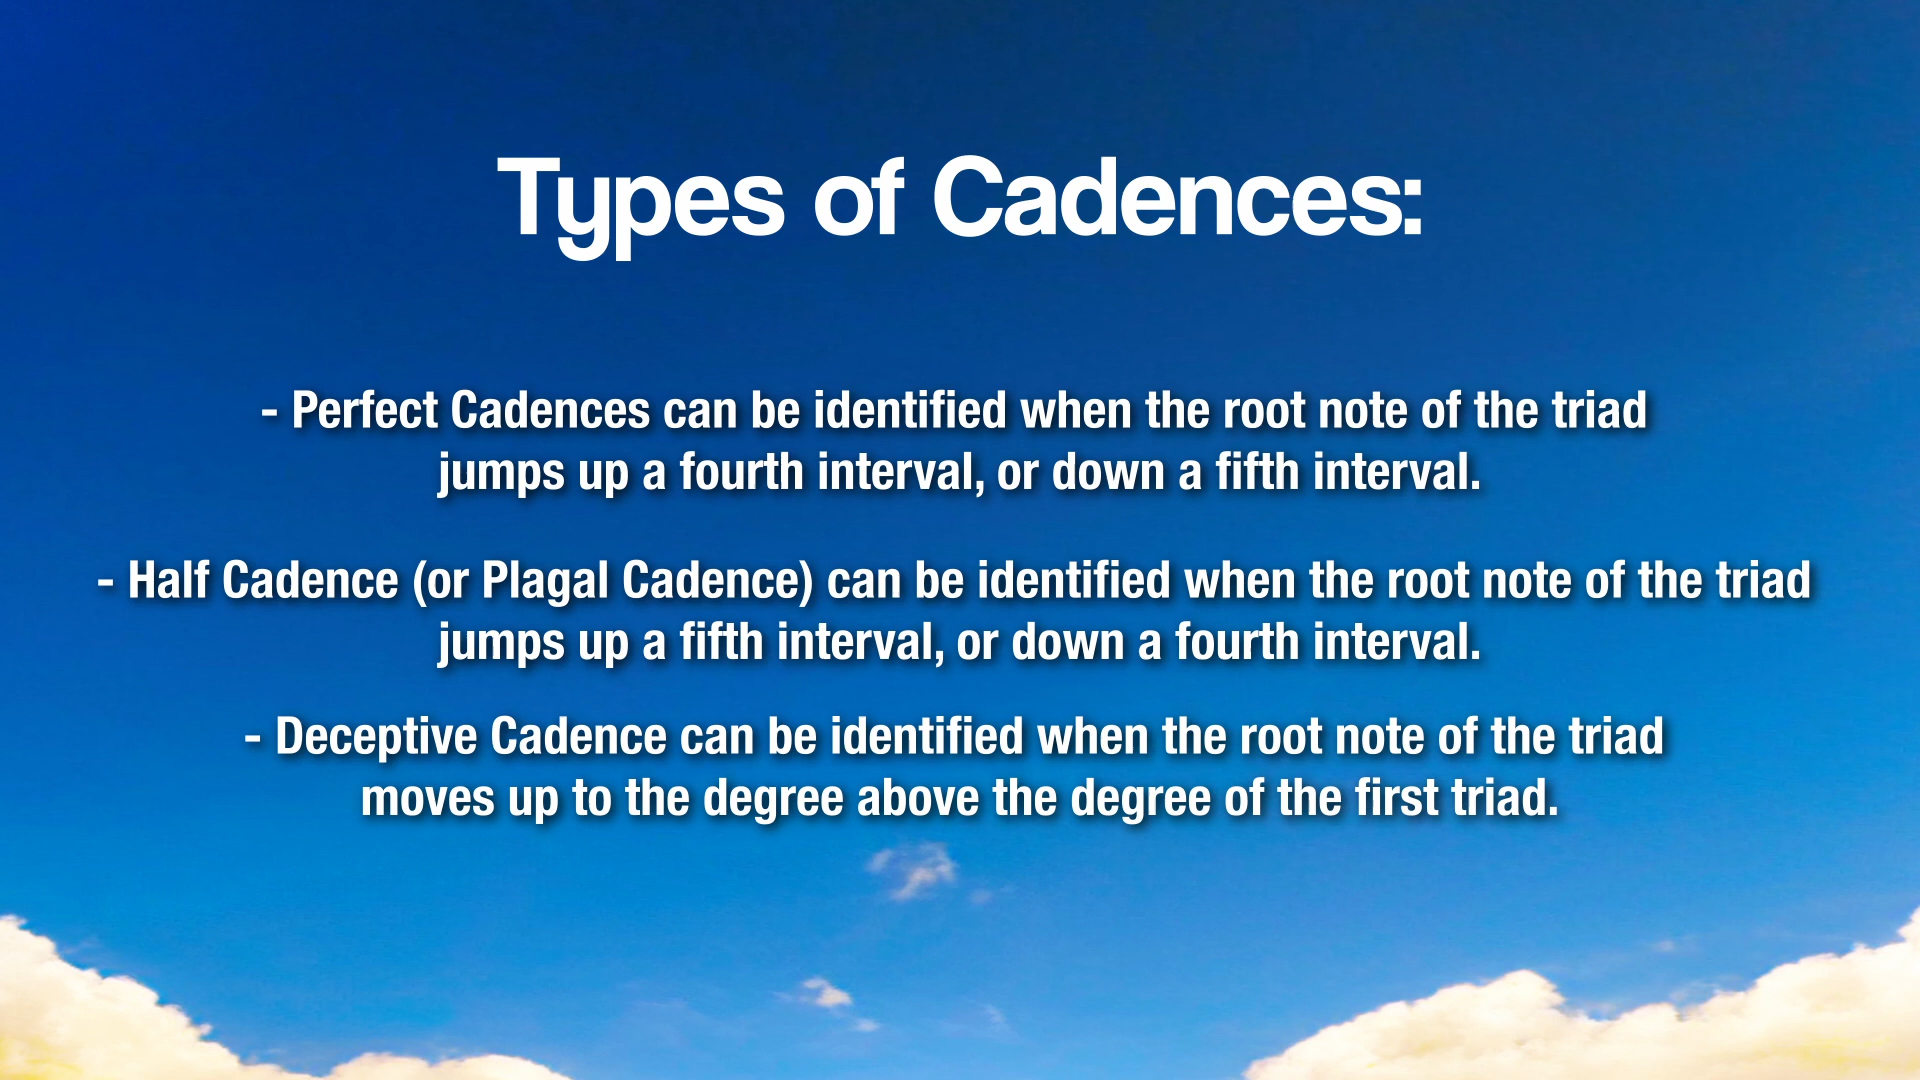 Types of Cadences:
- Perfect Cadences can be identified when the root note of the triad
jumps up a fourth interval, or down a fifth interval.
- Half Cadence (or Plagal Cadence) can be identified when the root note of the triad
jumps up a fifth interval, or down a fourth interval.
- Deceptive Cadence can be identified when the root note of the triad
moves up to the degree above the degree of the first triad.